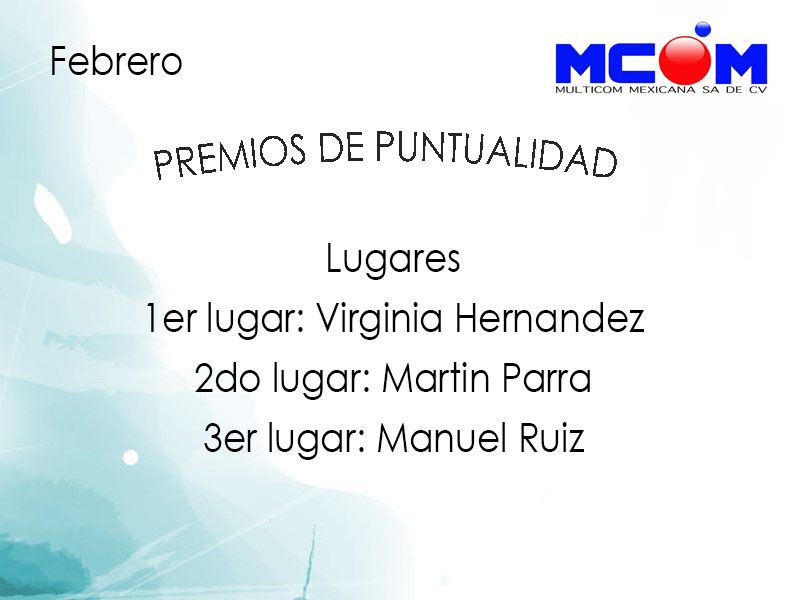 Febrero
MCOM
MULTICOM MEXICANA SA DE CV
PREMIOS DE PUNTUALIDAD
Lugares
1er lugar: Virginia Hernandez
2do lugar: Martin Parra
3er lugar: Manuel Ruiz